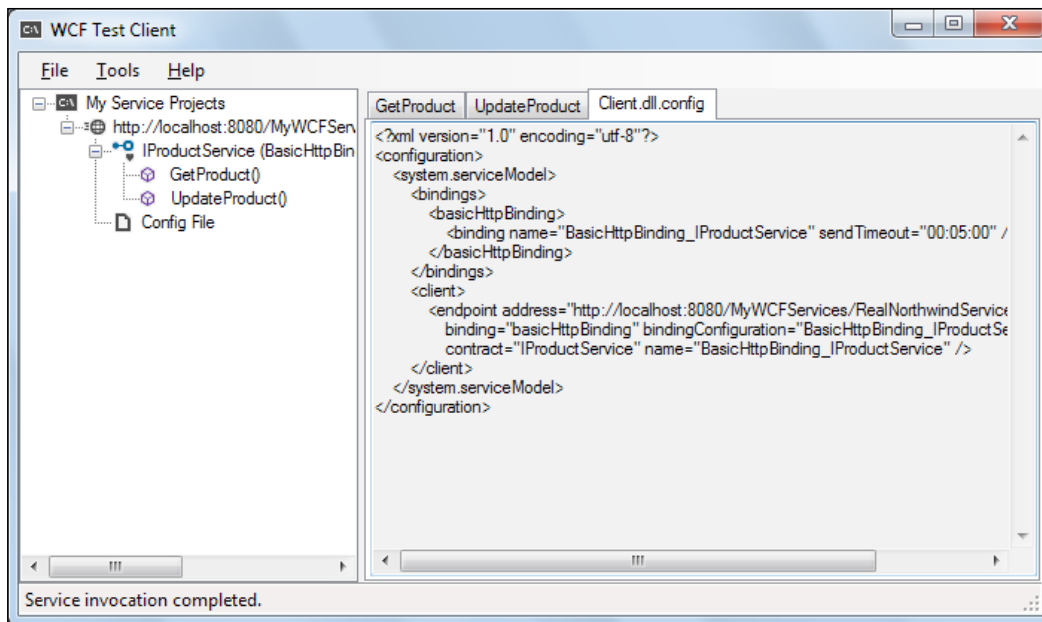 WCF Test Client
File Tools Help
My Service Projects
http://localhost:8080/MyWCFServ
IProductService (BasicHttpBin
GetProduct()
UpdateProduct()
Config File
GetProduct UpdateProduct Client.dll.config
<?xml version="1.0" encoding="utf-8"?>
<configuration>
<system.serviceModel>
<bindings>
<basicHttpBinding>
<binding name="BasicHttpBinding_IProductService" sendTimeout="00:05:00" /
</basicHttpBinding>
</bindings>
<client>
<endpoint address="http://localhost:8080/MyWCFServices/RealNorthwindService
binding="basicHttpBinding" bindingConfiguration="BasicHttpBinding_IProductSe
contract="IProductService" name="BasicHttpBinding_IProductService" />
</client>
</system.serviceModel>
</configuration>
Service invocation completed.